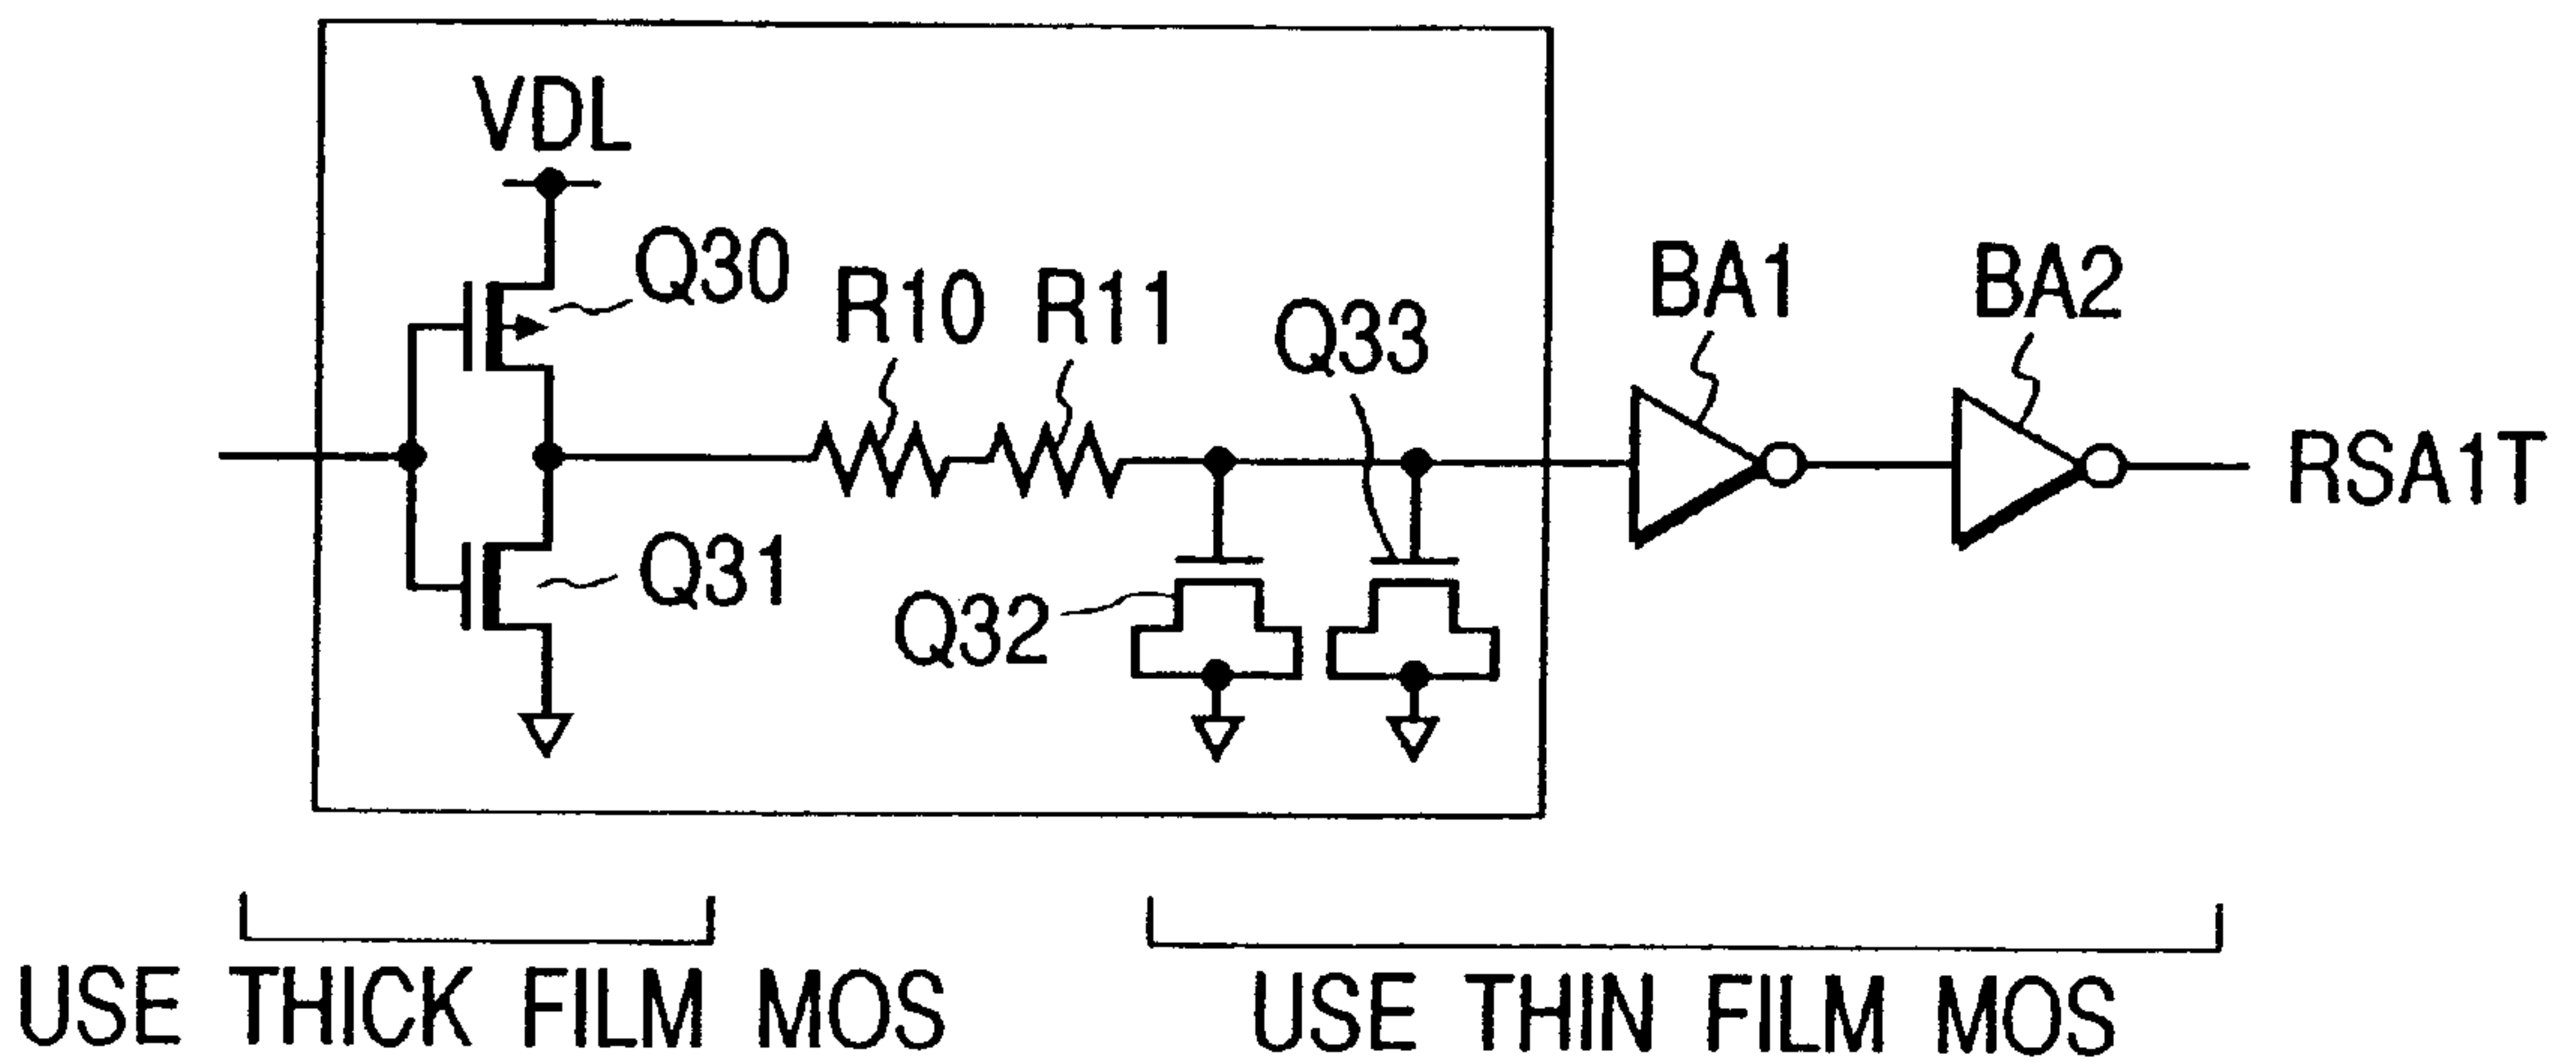 VDL
Q30
R10
R11
Q33
BA1
BA2
RSA1T
Q31
Q32
USE THICK FILM MOS
USE THIN FILM MOS